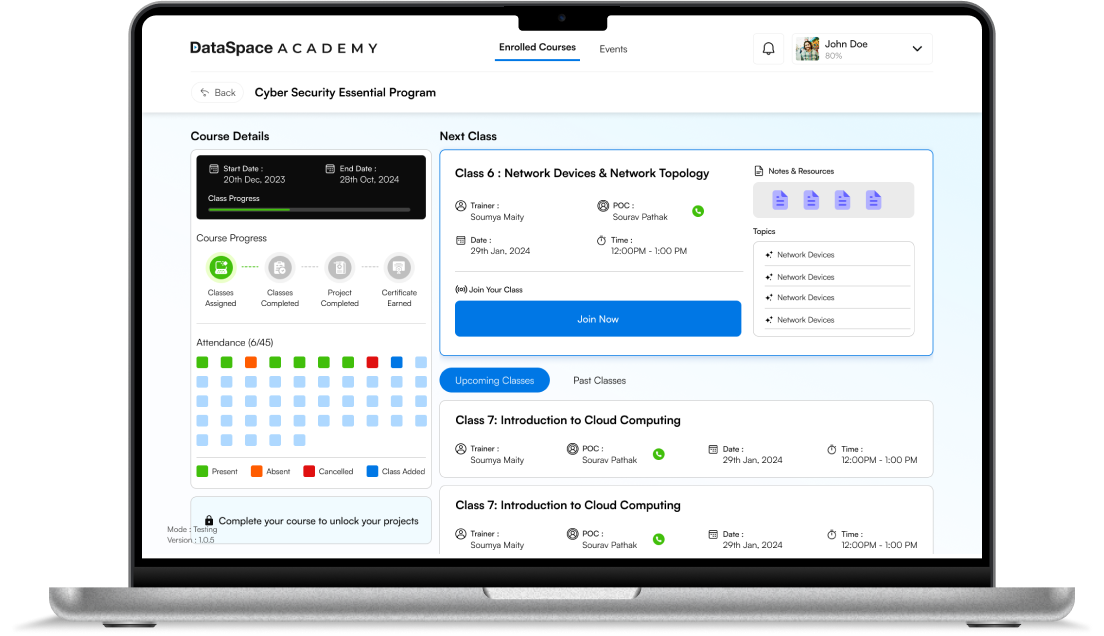 DataSpace ACADEMY
Enrolled Courses
Events
John Doe
80%
Back
Cyber Security Essential Program
Course Details
Start Date :
20th Dec, 2023
End Date :
28th Oct, 2024
Class Progress
Course Progress
Classes
Assigned
Classes
Completed
Project
Completed
Certificate
Earned
Attendance (6/45)
Present
Absent
Cancelled
Class Added
Complete your course to unlock your projects
Mode : Testing
Version : 1.0.5
Next Class
Class 6 : Network Devices & Network Topology
Trainer :
Soumya Maity
POC :
Sourav Pathak
Date :
29th Jan, 2024
Time :
12:00PM - 1:00 PM
Join Your Class
Join Now
Notes & Resources
Topics
Network Devices
Network Devices
Network Devices
Network Devices
Upcoming Classes
Past Classes
Class 7: Introduction to Cloud Computing
Trainer :
Soumya Maity
POC :
Sourav Pathak
Date :
29th Jan, 2024
Time :
12:00PM - 1:00 PM
Class 7: Introduction to Cloud Computing
Trainer :
Soumya Maity
POC :
Sourav Pathak
Date :
29th Jan, 2024
Time :
12:00PM - 1:00 PM